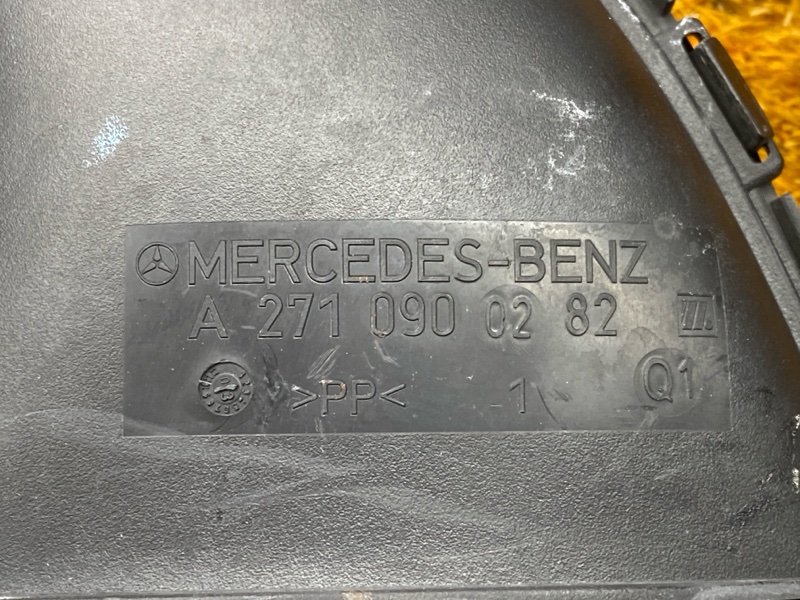 MERCEDES-BENZ
A 271 090 02 82
>PP< 1 Q1